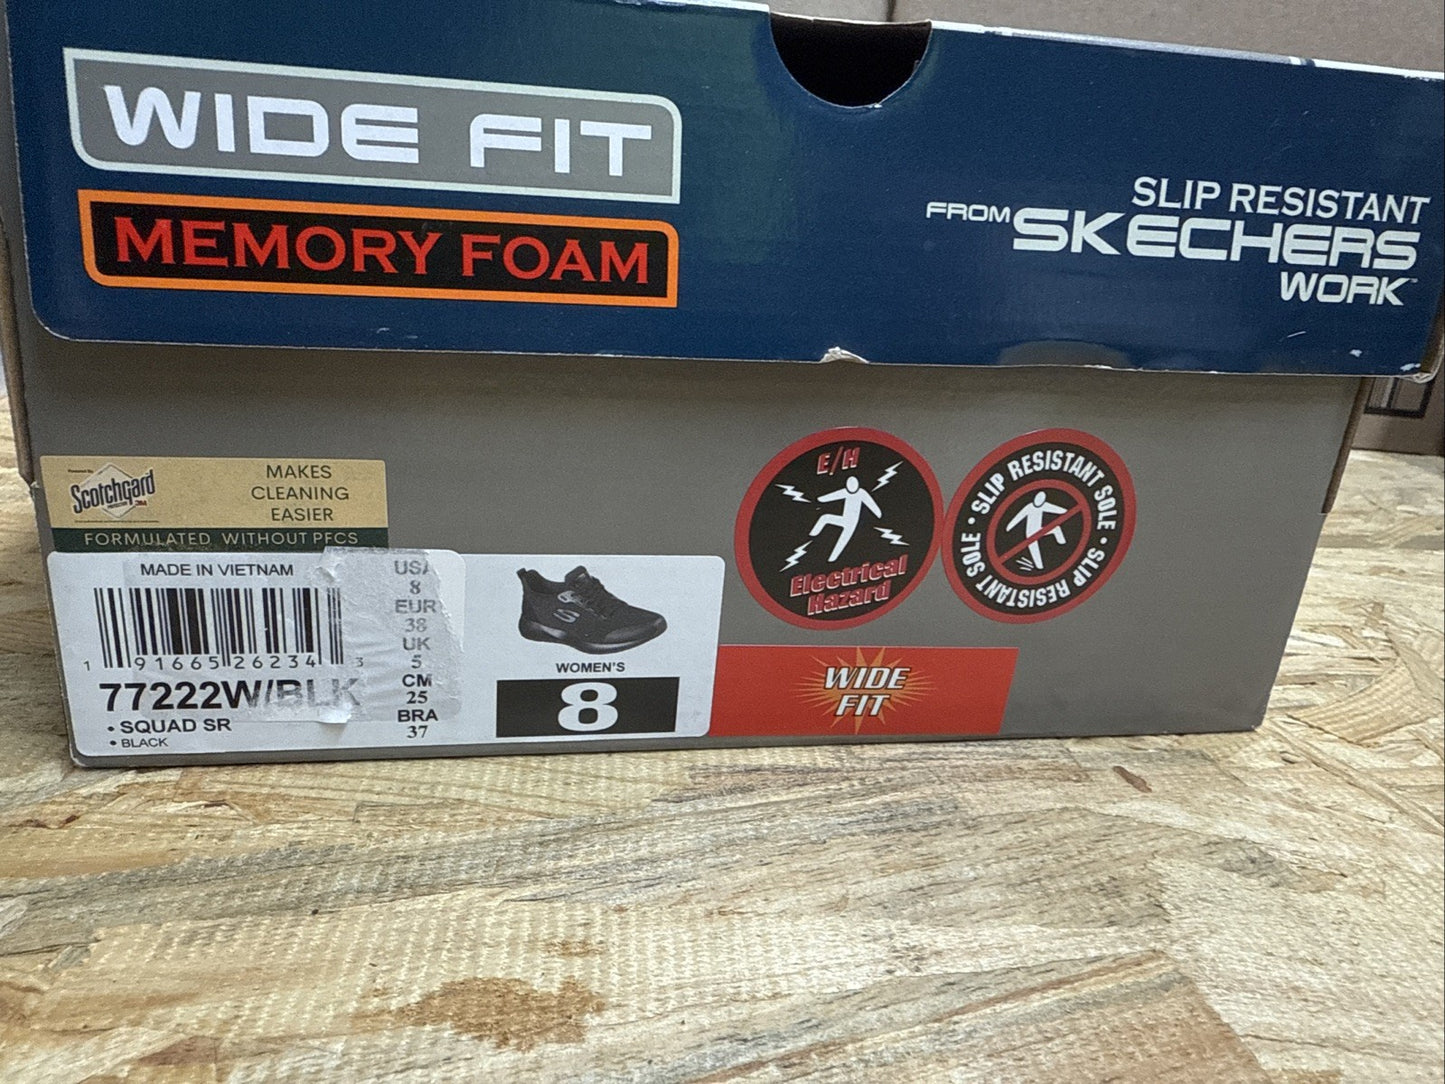 WIDE FIT
MEMORY FOAM
SLIP RESISTANT
FROM SKECHERS
WORK
Scotchgard
MAKES
CLEANING
EASIER
FORMULATED WITHOUT PFCS
MADE IN VIETNAM
1 91665 26234 3
77222W/BLK
• SQUAD SR
• BLACK
USA
8
EUR
38
UK
5
CM
25
BRA
37
WOMEN'S
8
E/H
Electrical
Hazard
SLIP RESISTANT SOLE • SLIP RESISTANT SOLE •
WIDE
FIT